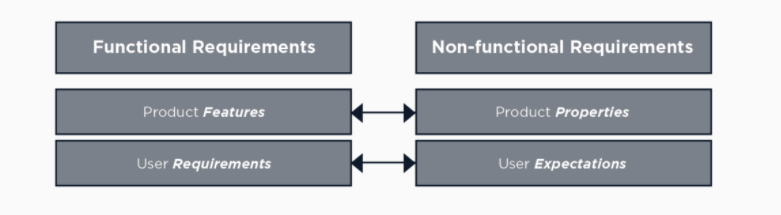 Functional Requirements
Non-functional Requirements
Product Features
Product Properties
User Requirements
User Expectations